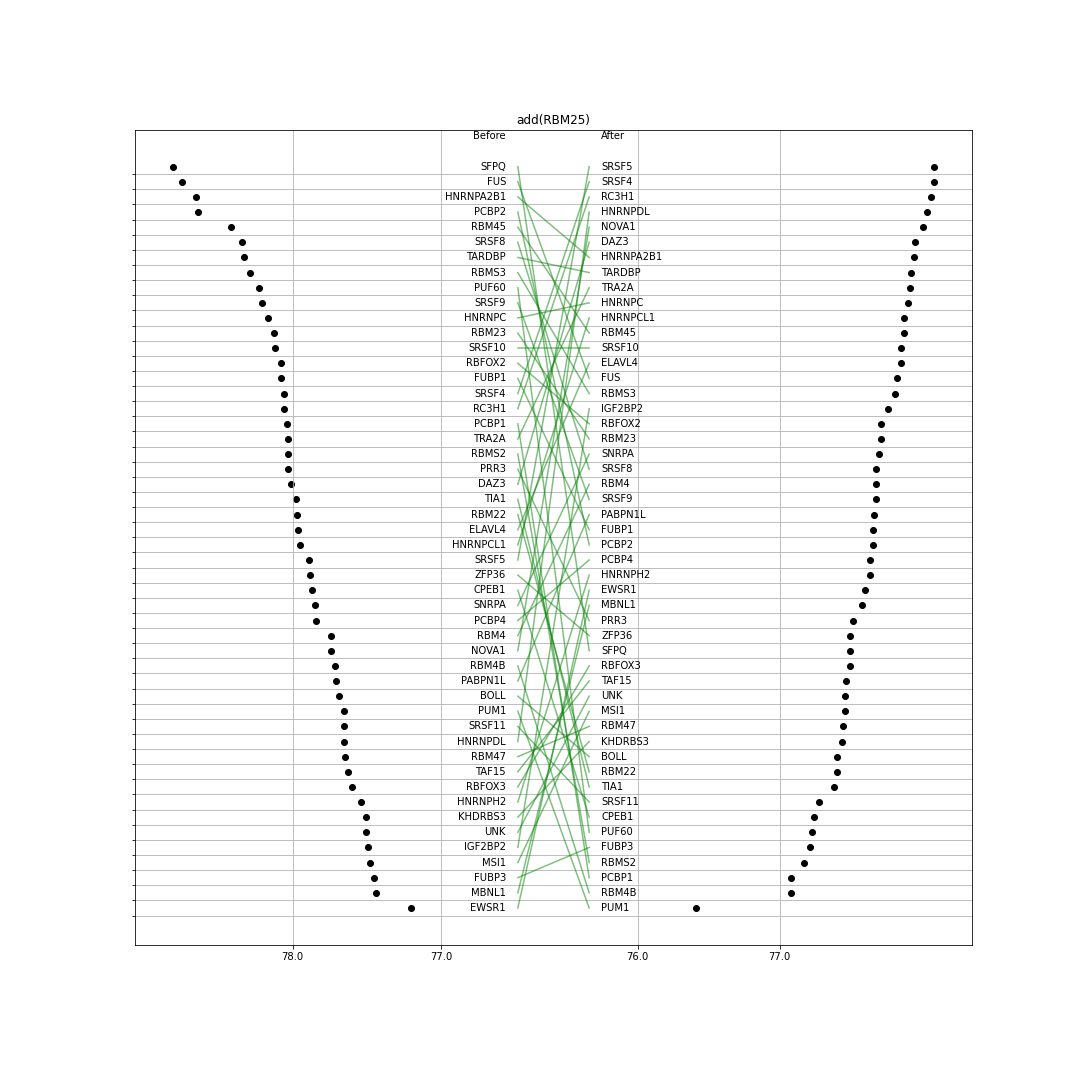 add(RBM25)
Before After
SFPQ SRSF5
FUS SRSF4
HNRNPA2B1 RC3H1
PCBP2 HNRNPDL
RBM45 NOVA1
SRSF8 DAZ3
TARDBP HNRNPA2B1
RBMS3 TARDBP
PUF60 TRA2A
SRSF9 HNRNPC
HNRNPC HNRNPCL1
RBM23 RBM45
SRSF10 SRSF10
RBFOX2 ELAVL4
FUBP1 FUS
SRSF4 RBMS3
RC3H1 IGF2BP2
PCBP1 RBFOX2
TRA2A RBM23
RBMS2 SNRPA
PRR3 SRSF8
DAZ3 RBM4
TIA1 SRSF9
RBM22 PABPN1L
ELAVL4 FUBP1
HNRNPCL1 PCBP2
SRSF5 PCBP4
ZFP36 HNRNPH2
CPEB1 EWSR1
SNRPA MBNL1
PCBP4 PRR3
RBM4 ZFP36
NOVA1 SFPQ
RBM4B RBFOX3
PABPN1L TAF15
BOLL UNK
PUM1 MSI1
SRSF11 RBM47
HNRNPDL KHDRBS3
RBM47 BOLL
TAF15 RBM22
RBFOX3 TIA1
HNRNPH2 SRSF11
KHDRBS3 CPEB1
UNK PUF60
IGF2BP2 FUBP3
MSI1 RBMS2
FUBP3 PCBP1
MBNL1 RBM4B
EWSR1 PUM1
78.0 77.0 76.0 77.0